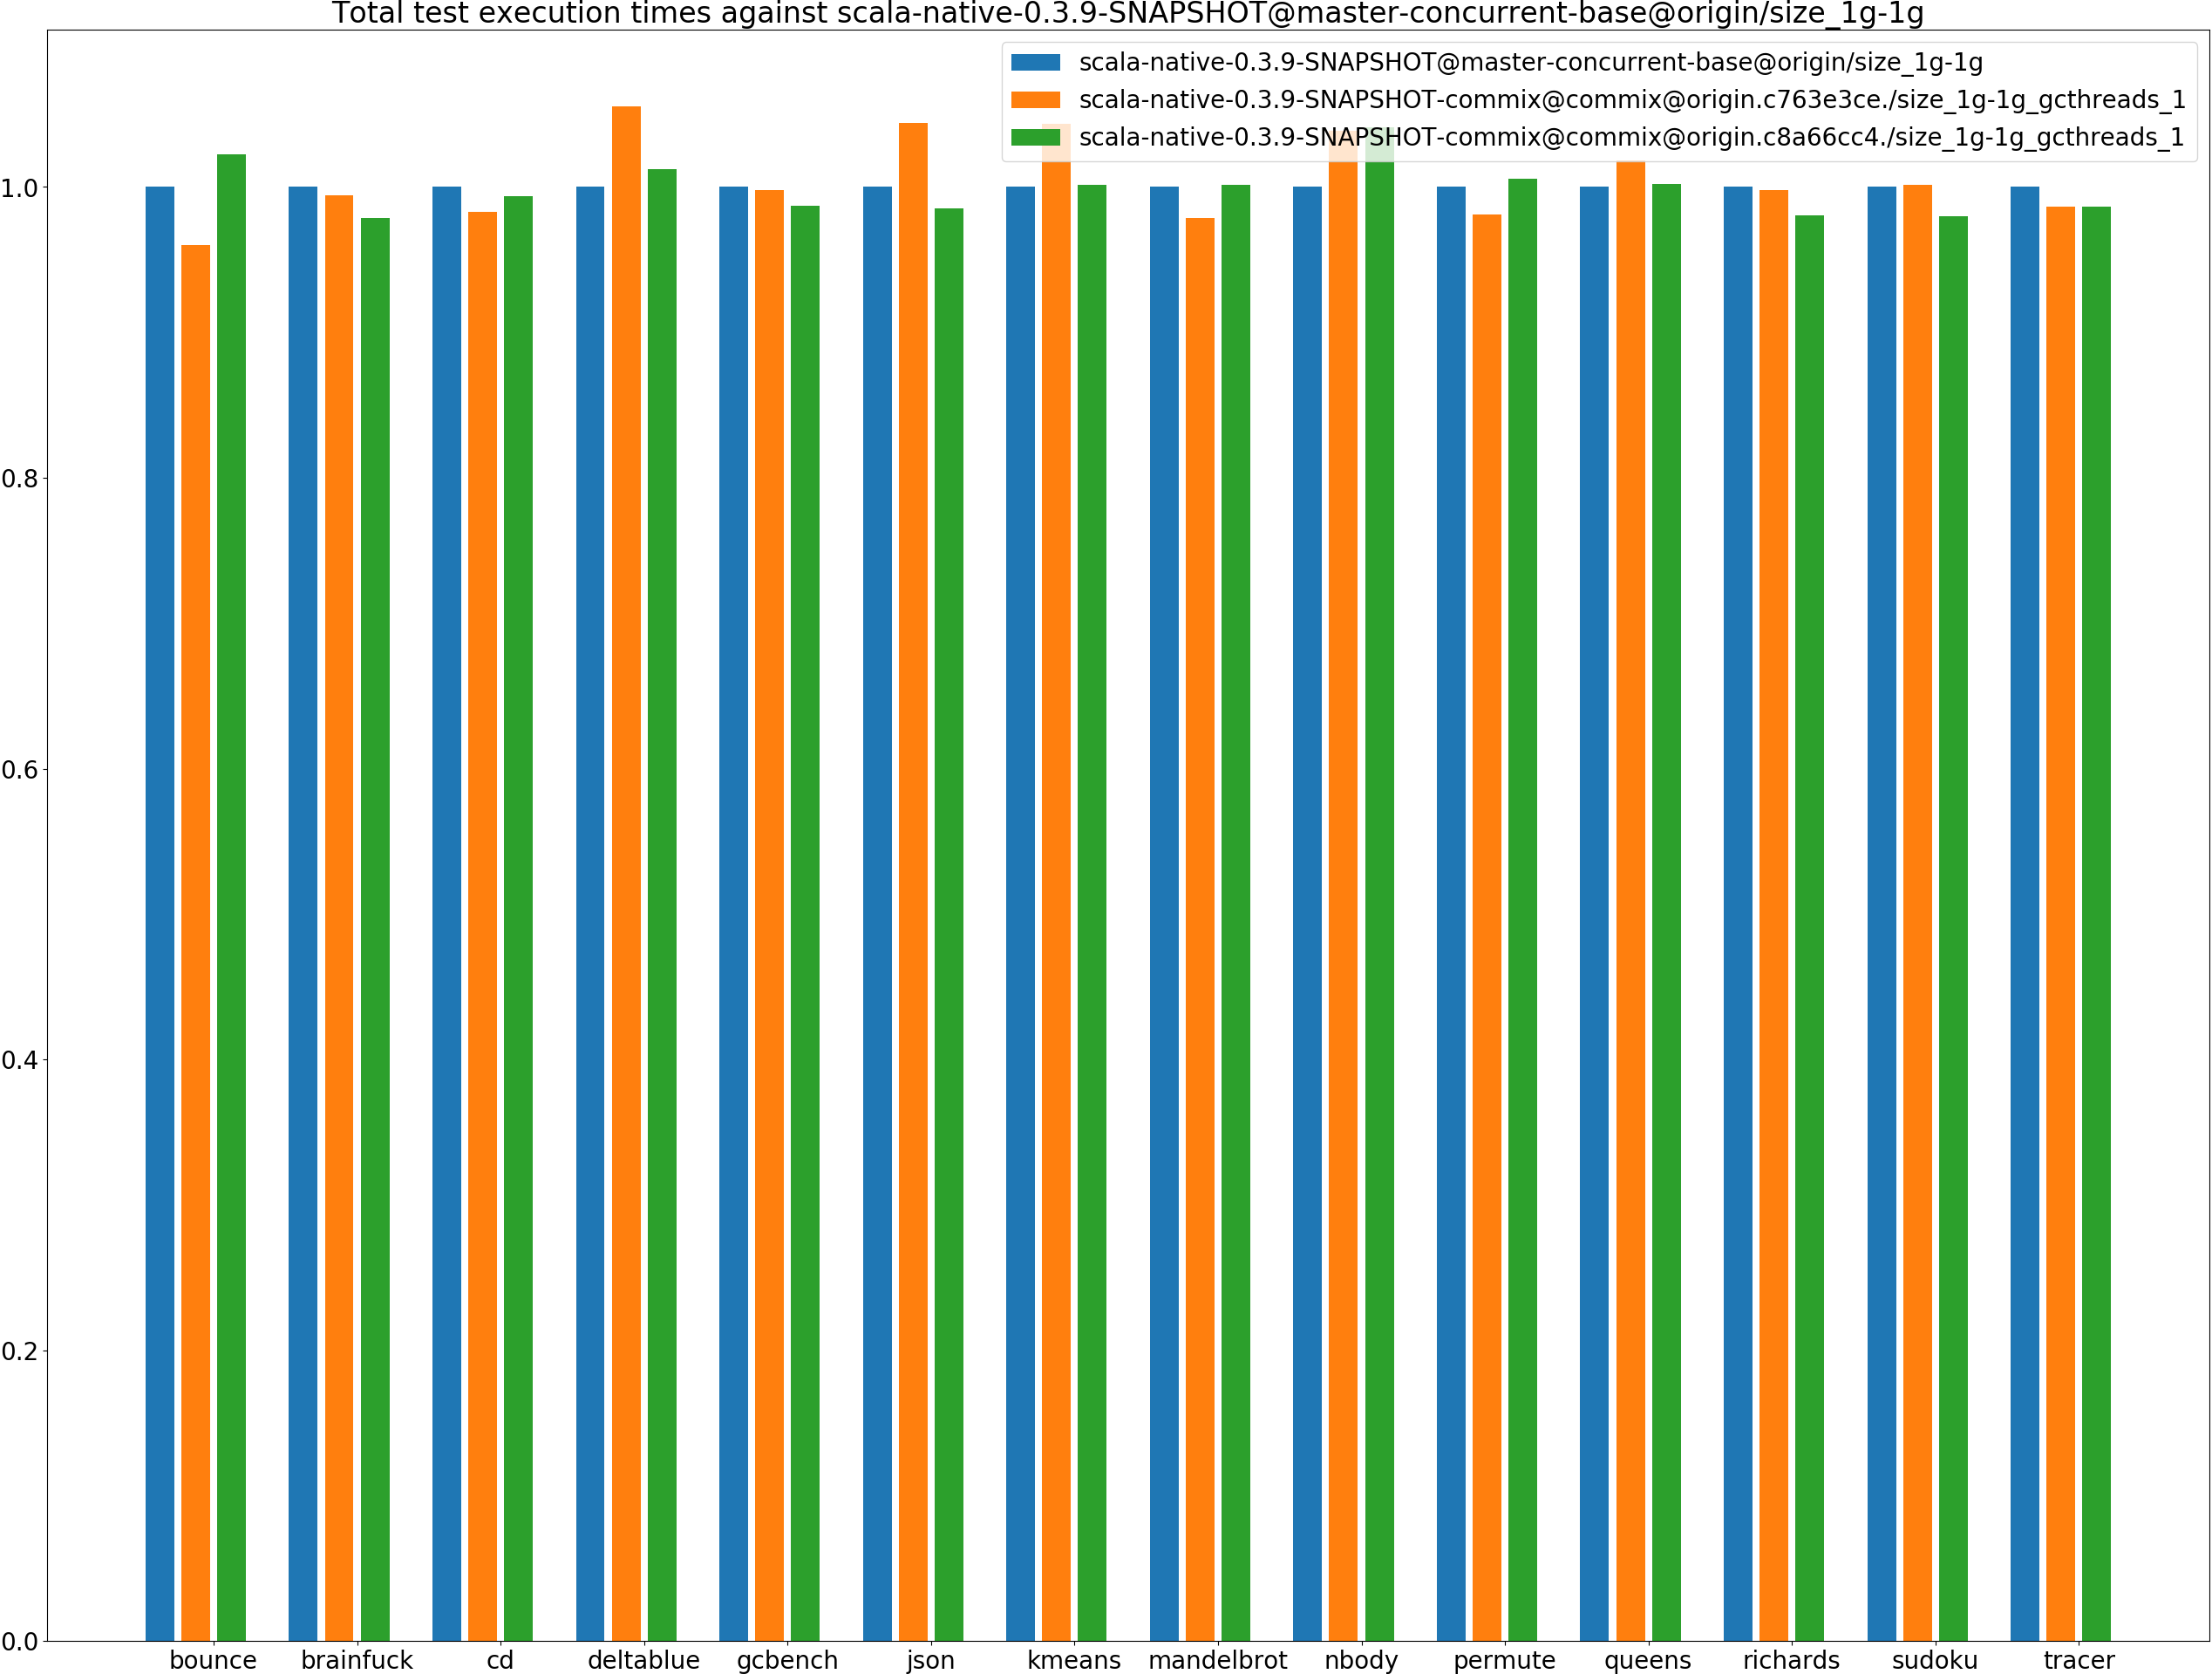 Total test execution times against scala-native-0.3.9-SNAPSHOT@master-concurrent-base@origin/size_1g-1g
scala-native-0.3.9-SNAPSHOT@master-concurrent-base@origin/size_1g-1g
scala-native-0.3.9-SNAPSHOT-commix@commix@origin.c763e3ce./size_1g-1g_gcthreads_1
scala-native-0.3.9-SNAPSHOT-commix@commix@origin.c8a66cc4./size_1g-1g_gcthreads_1
1.0
0.8
0.6
0.4
0.2
0.0
bounce brainfuck cd deltablue gcbench json kmeans mandelbrot nbody permute queens richards sudoku tracer